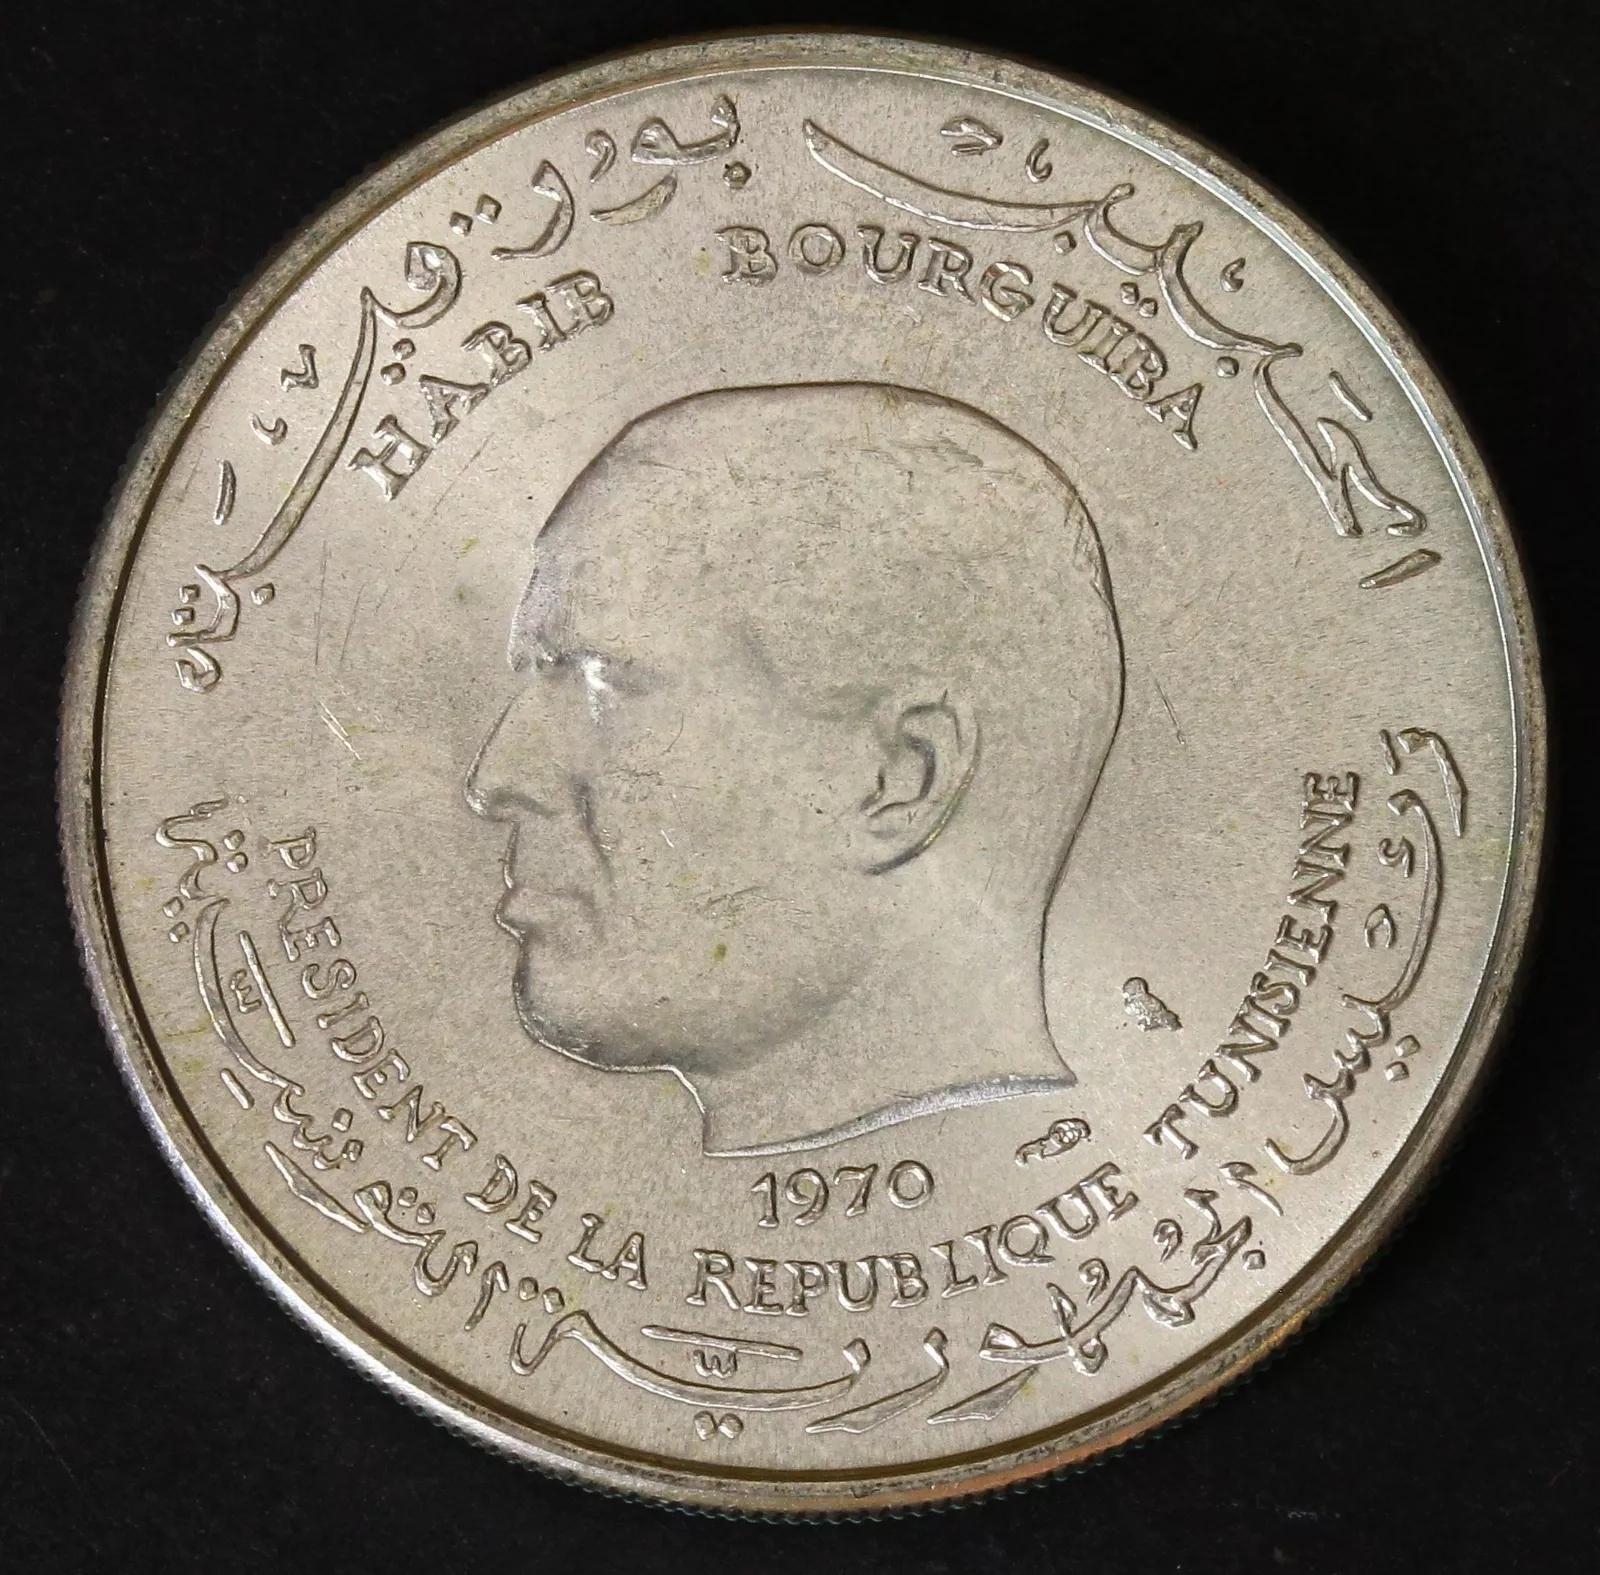 الحبيب بورقيبة
HABIB BOURGUIBA
1970
PRESIDENT DE LA REPUBLIQUE TUNISIENNE
رئيس الجمهورية التونسية